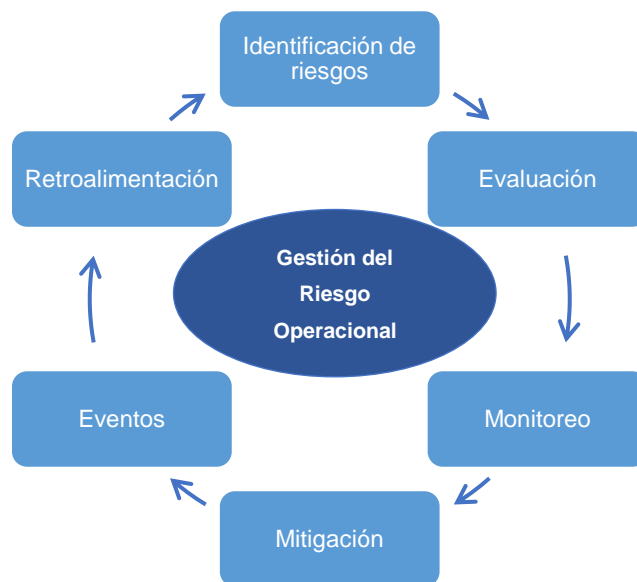 Identificación de
riesgos
Evaluación
Monitoreo
Mitigación
Eventos
Retroalimentación
Gestión del
Riesgo
Operacional